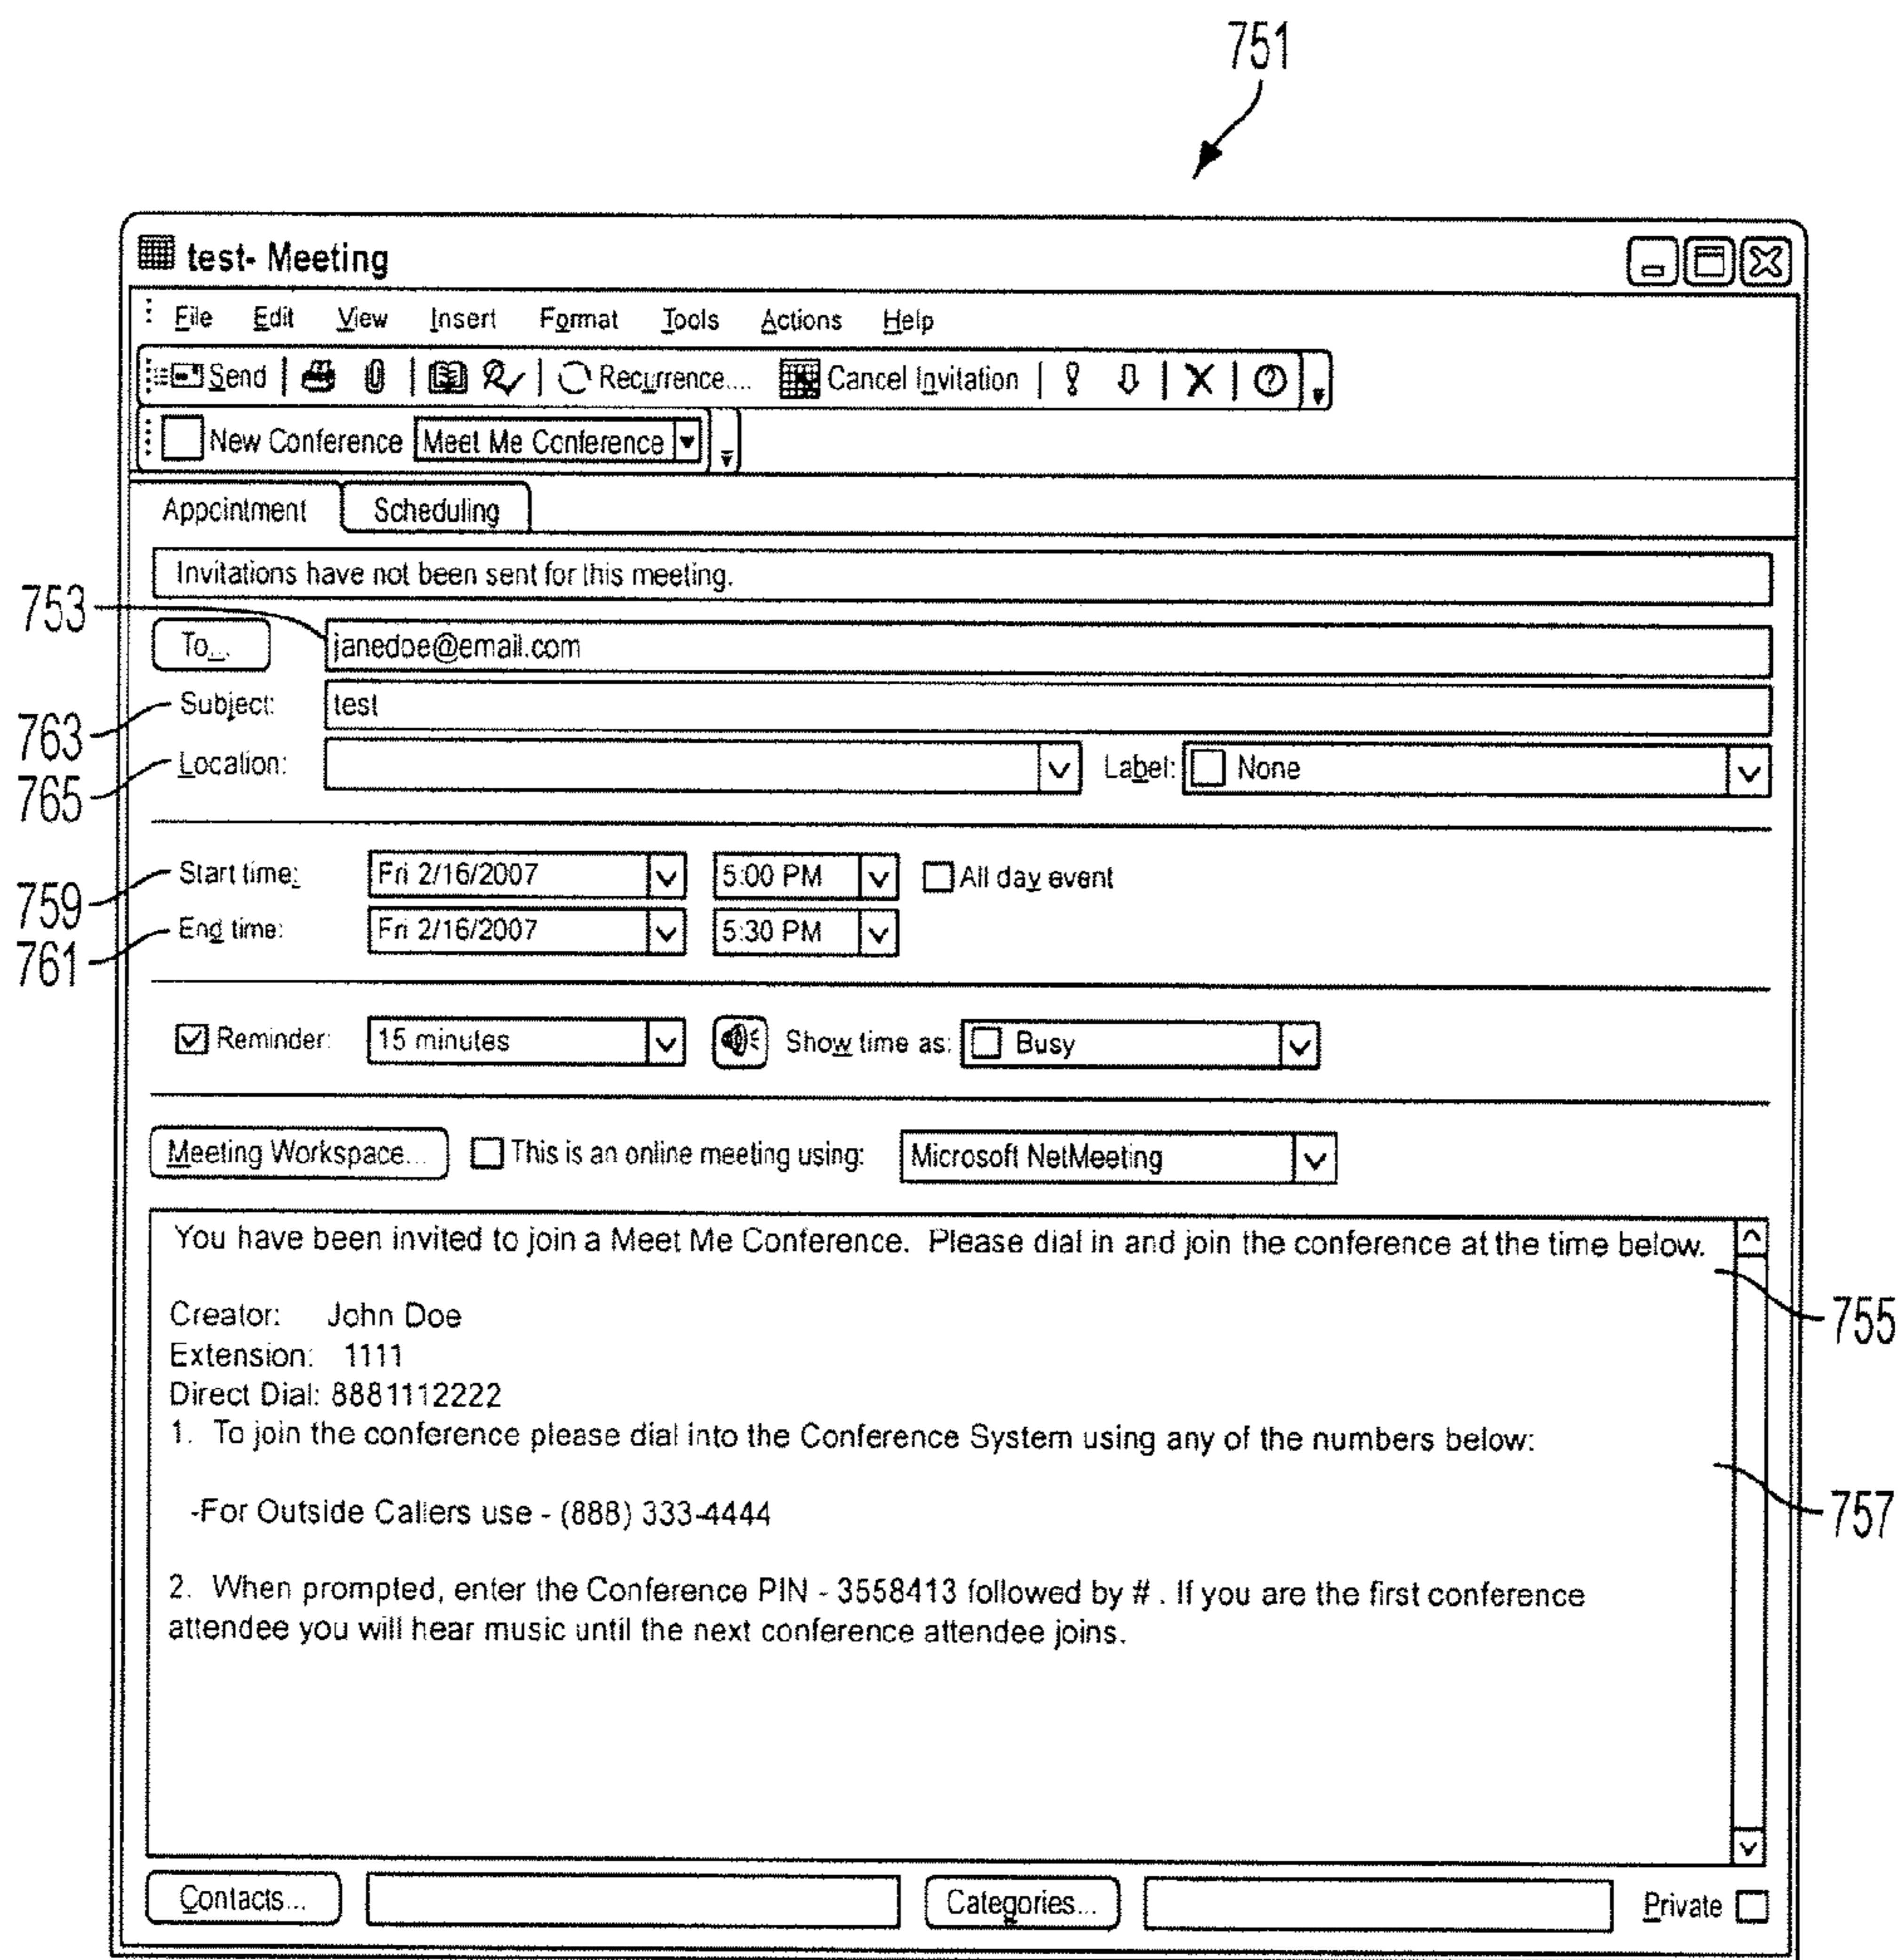 751
test- Meeting
File Edit View Insert Format Tools Actions Help
Send Recurrence.... Cancel Invitation
New Conference Meet Me Conference
Appointment Scheduling
Invitations have not been sent for this meeting.
753
To... janedoe@email.com
763 Subject: test
765 Location: Label: None
759 Start time: Fri 2/16/2007 5:00 PM All day event
761 End time: Fri 2/16/2007 5:30 PM
Reminder: 15 minutes Show time as: Busy
Meeting Workspace... This is an online meeting using: Microsoft NetMeeting
You have been invited to join a Meet Me Conference. Please dial in and join the conference at the time below.
755
Creator: John Doe
Extension: 1111
Direct Dial: 8881112222
1. To join the conference please dial into the Conference System using any of the numbers below:
757
-For Outside Callers use - (888) 333-4444
2. When prompted, enter the Conference PIN - 3558413 followed by # . If you are the first conference
attendee you will hear music until the next conference attendee joins.
Contacts... Categories... Private